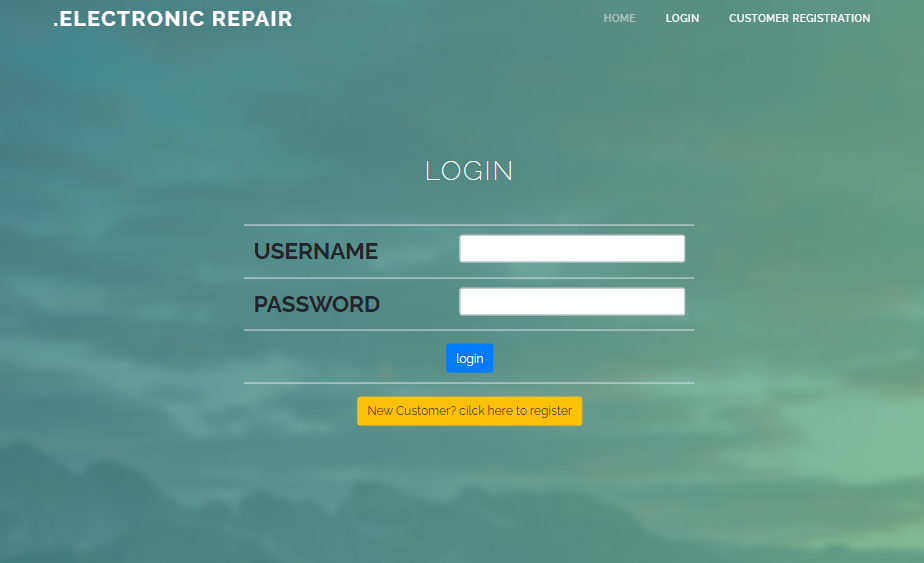 .ELECTRONIC REPAIR
HOME LOGIN CUSTOMER REGISTRATION
LOGIN
USERNAME
PASSWORD
login
New Customer? cilck here to register